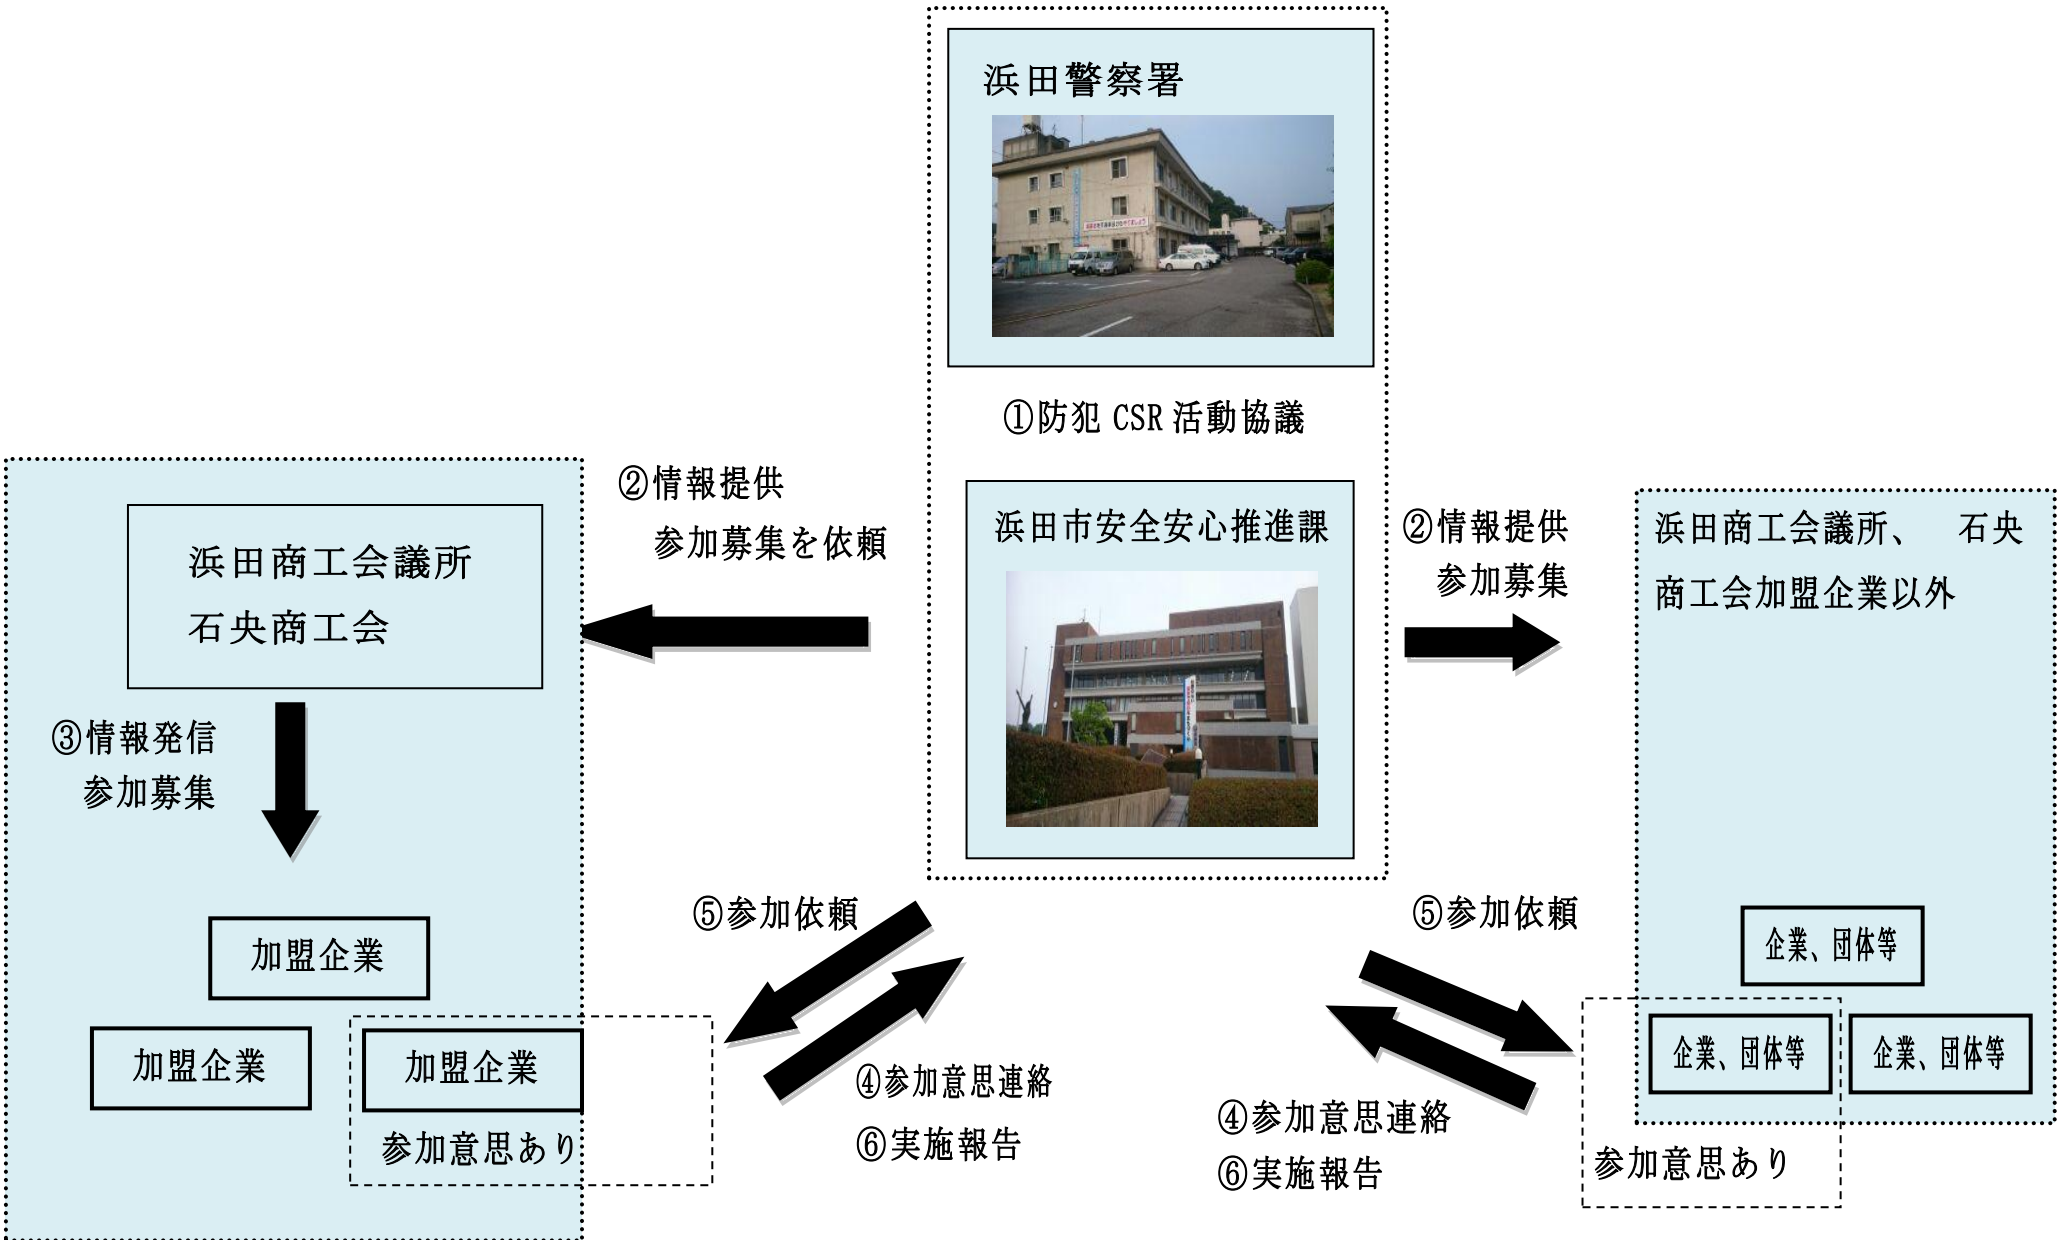 浜田警察署
①防犯 CSR 活動協議
浜田市安全安心推進課
②情報提供
参加募集を依頼
浜田商工会議所
石央商工会
③情報発信
参加募集
加盟企業
加盟企業
加盟企業
参加意思あり
⑤参加依頼
④参加意思連絡
⑥実施報告
②情報提供
参加募集
浜田商工会議所、　石央
商工会加盟企業以外
⑤参加依頼
④参加意思連絡
⑥実施報告
企業、団体等
企業、団体等
企業、団体等
参加意思あり